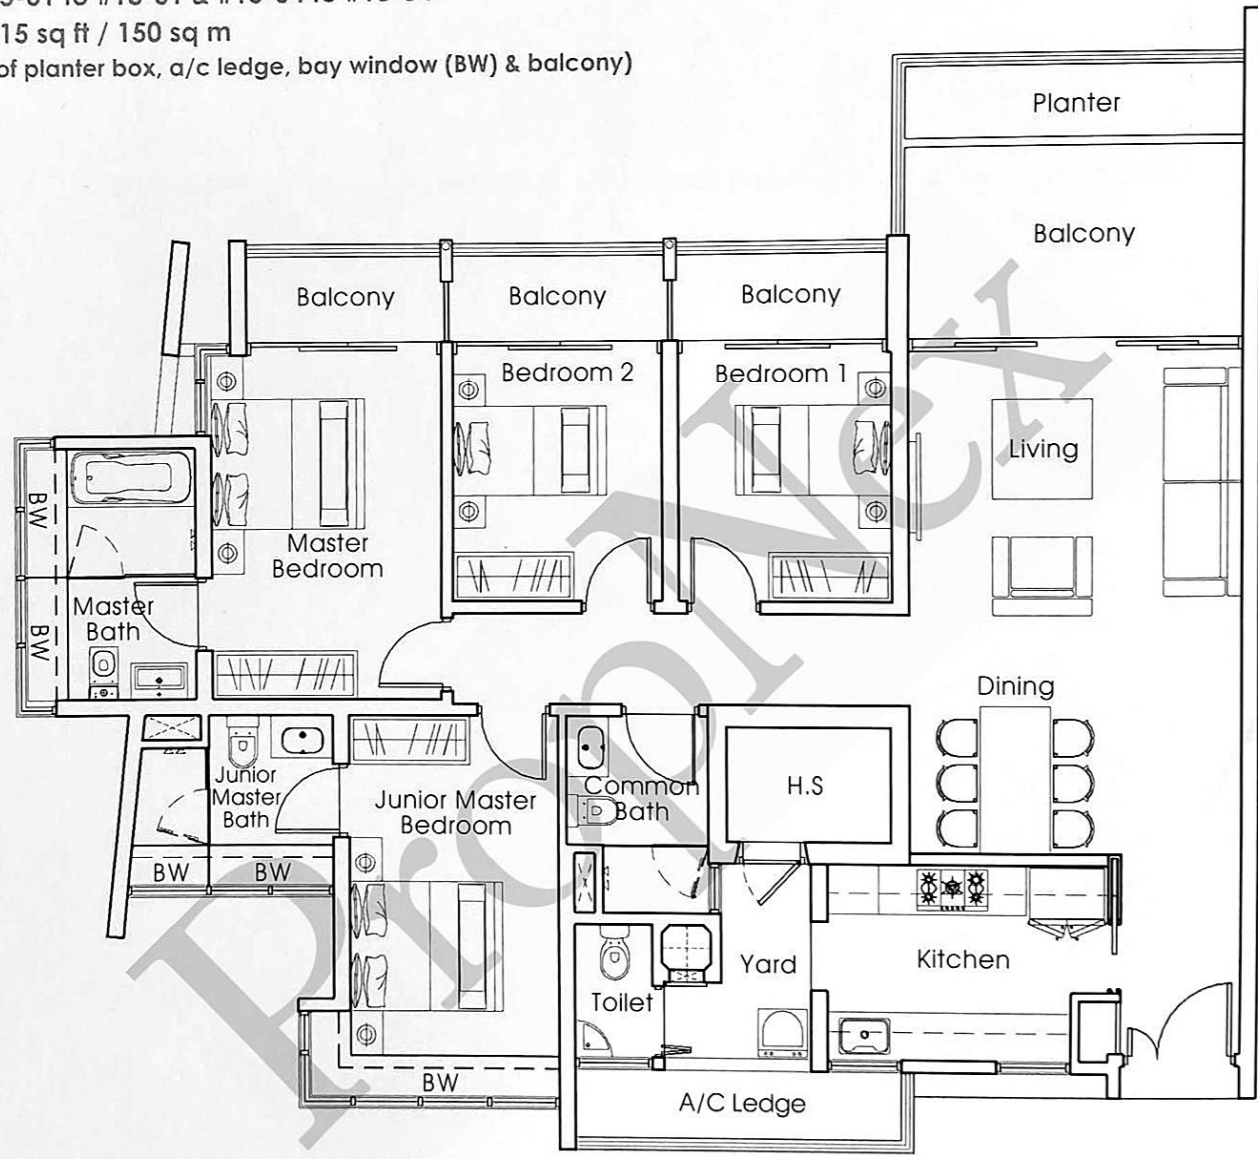 15 sq ft / 150 sq m
of planter box, a/c ledge, bay window (BW) & balcony)
Planter
Balcony
Balcony
Balcony
Balcony
Bedroom 2
Bedroom 1
Living
Master
Bedroom
BW
BW
Master
Bath
Dining
Junior
Master
Bath
Junior Master
Bedroom
Common
Bath
H.S
BW
BW
Kitchen
Yard
Toilet
BW
A/C Ledge
PropNex